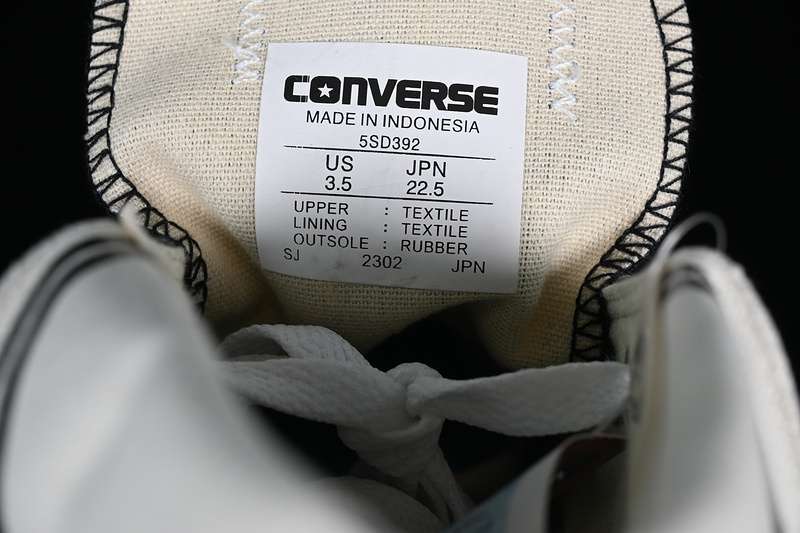 CONVERSE
MADE IN INDONESIA
5SD392
US JPN
3.5 22.5
UPPER : TEXTILE
LINING : TEXTILE
OUTSOLE : RUBBER
SJ 2302 JPN